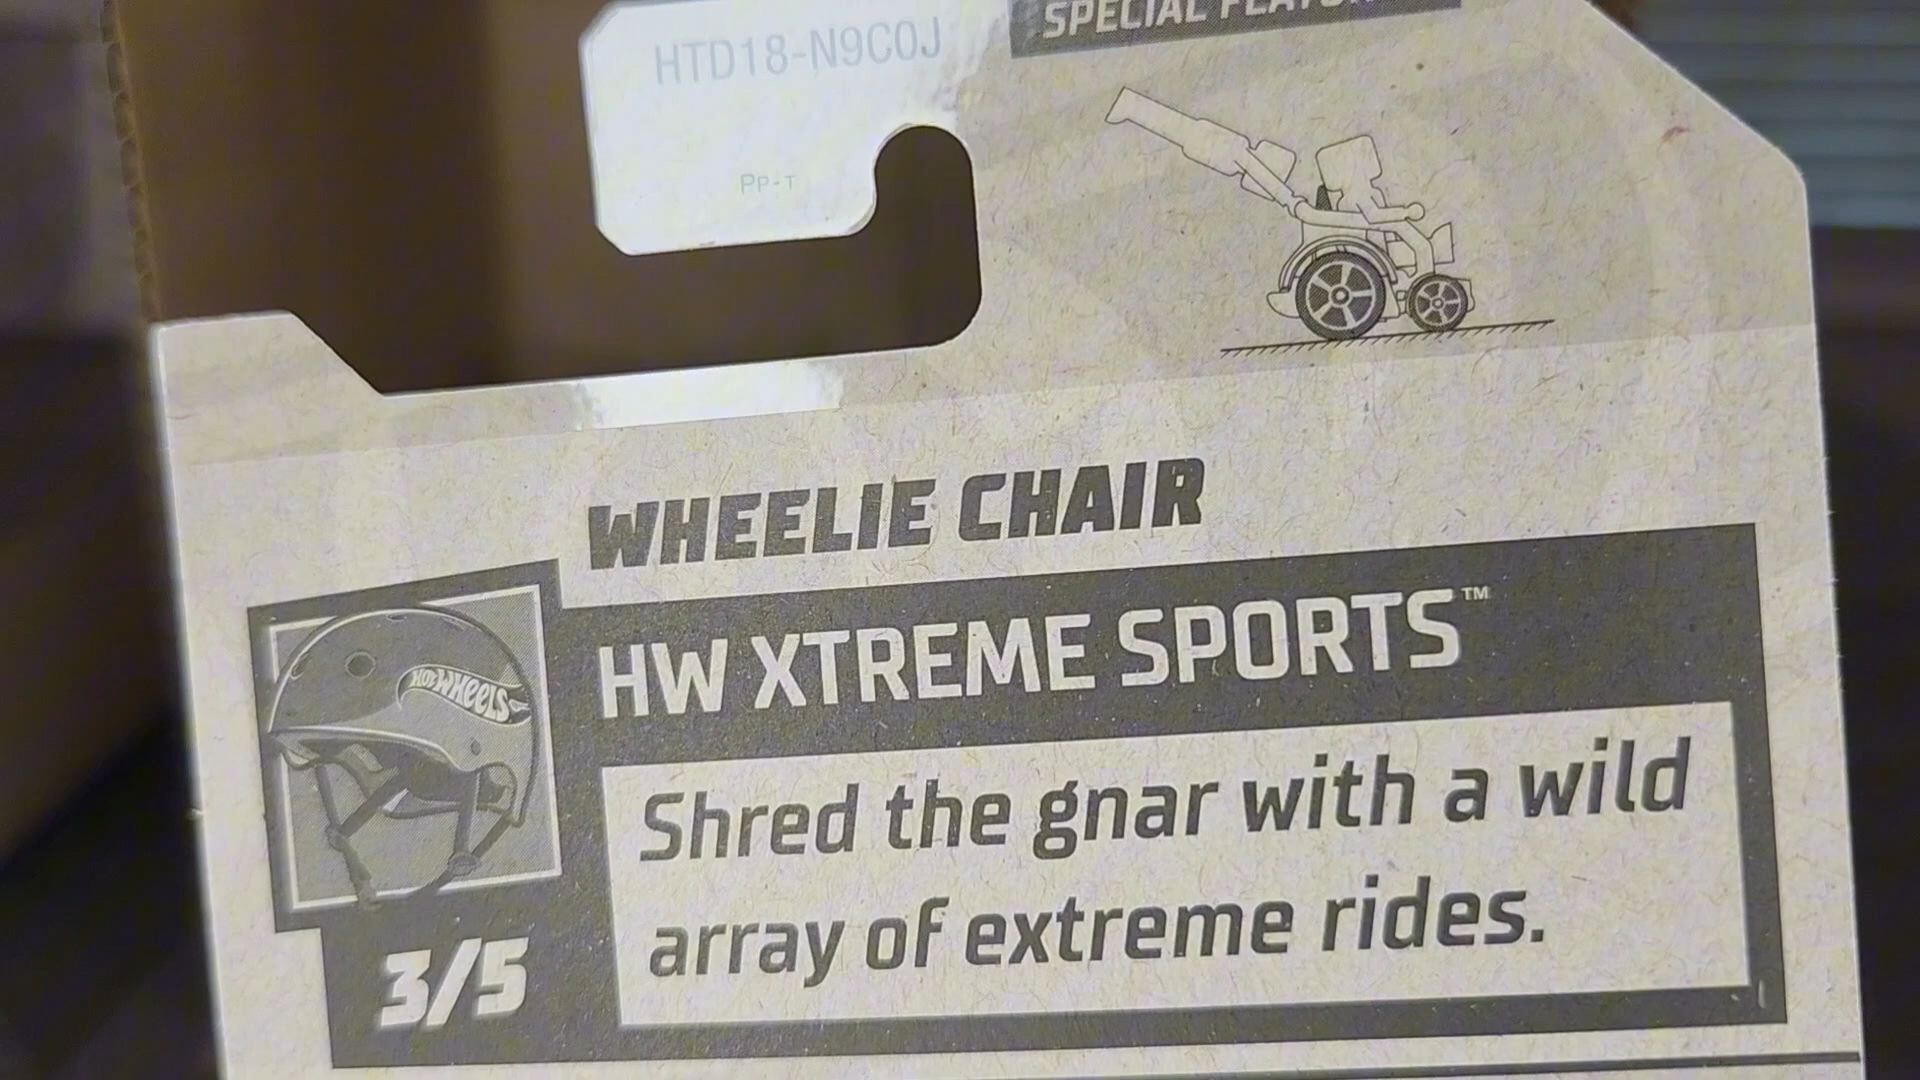 HTD18-N9C0J
SPECIAL
PP-T
WHEELIE CHAIR
HW XTREME SPORTS™
HOT WHEELS
Shred the gnar with a wild
array of extreme rides.
3/5